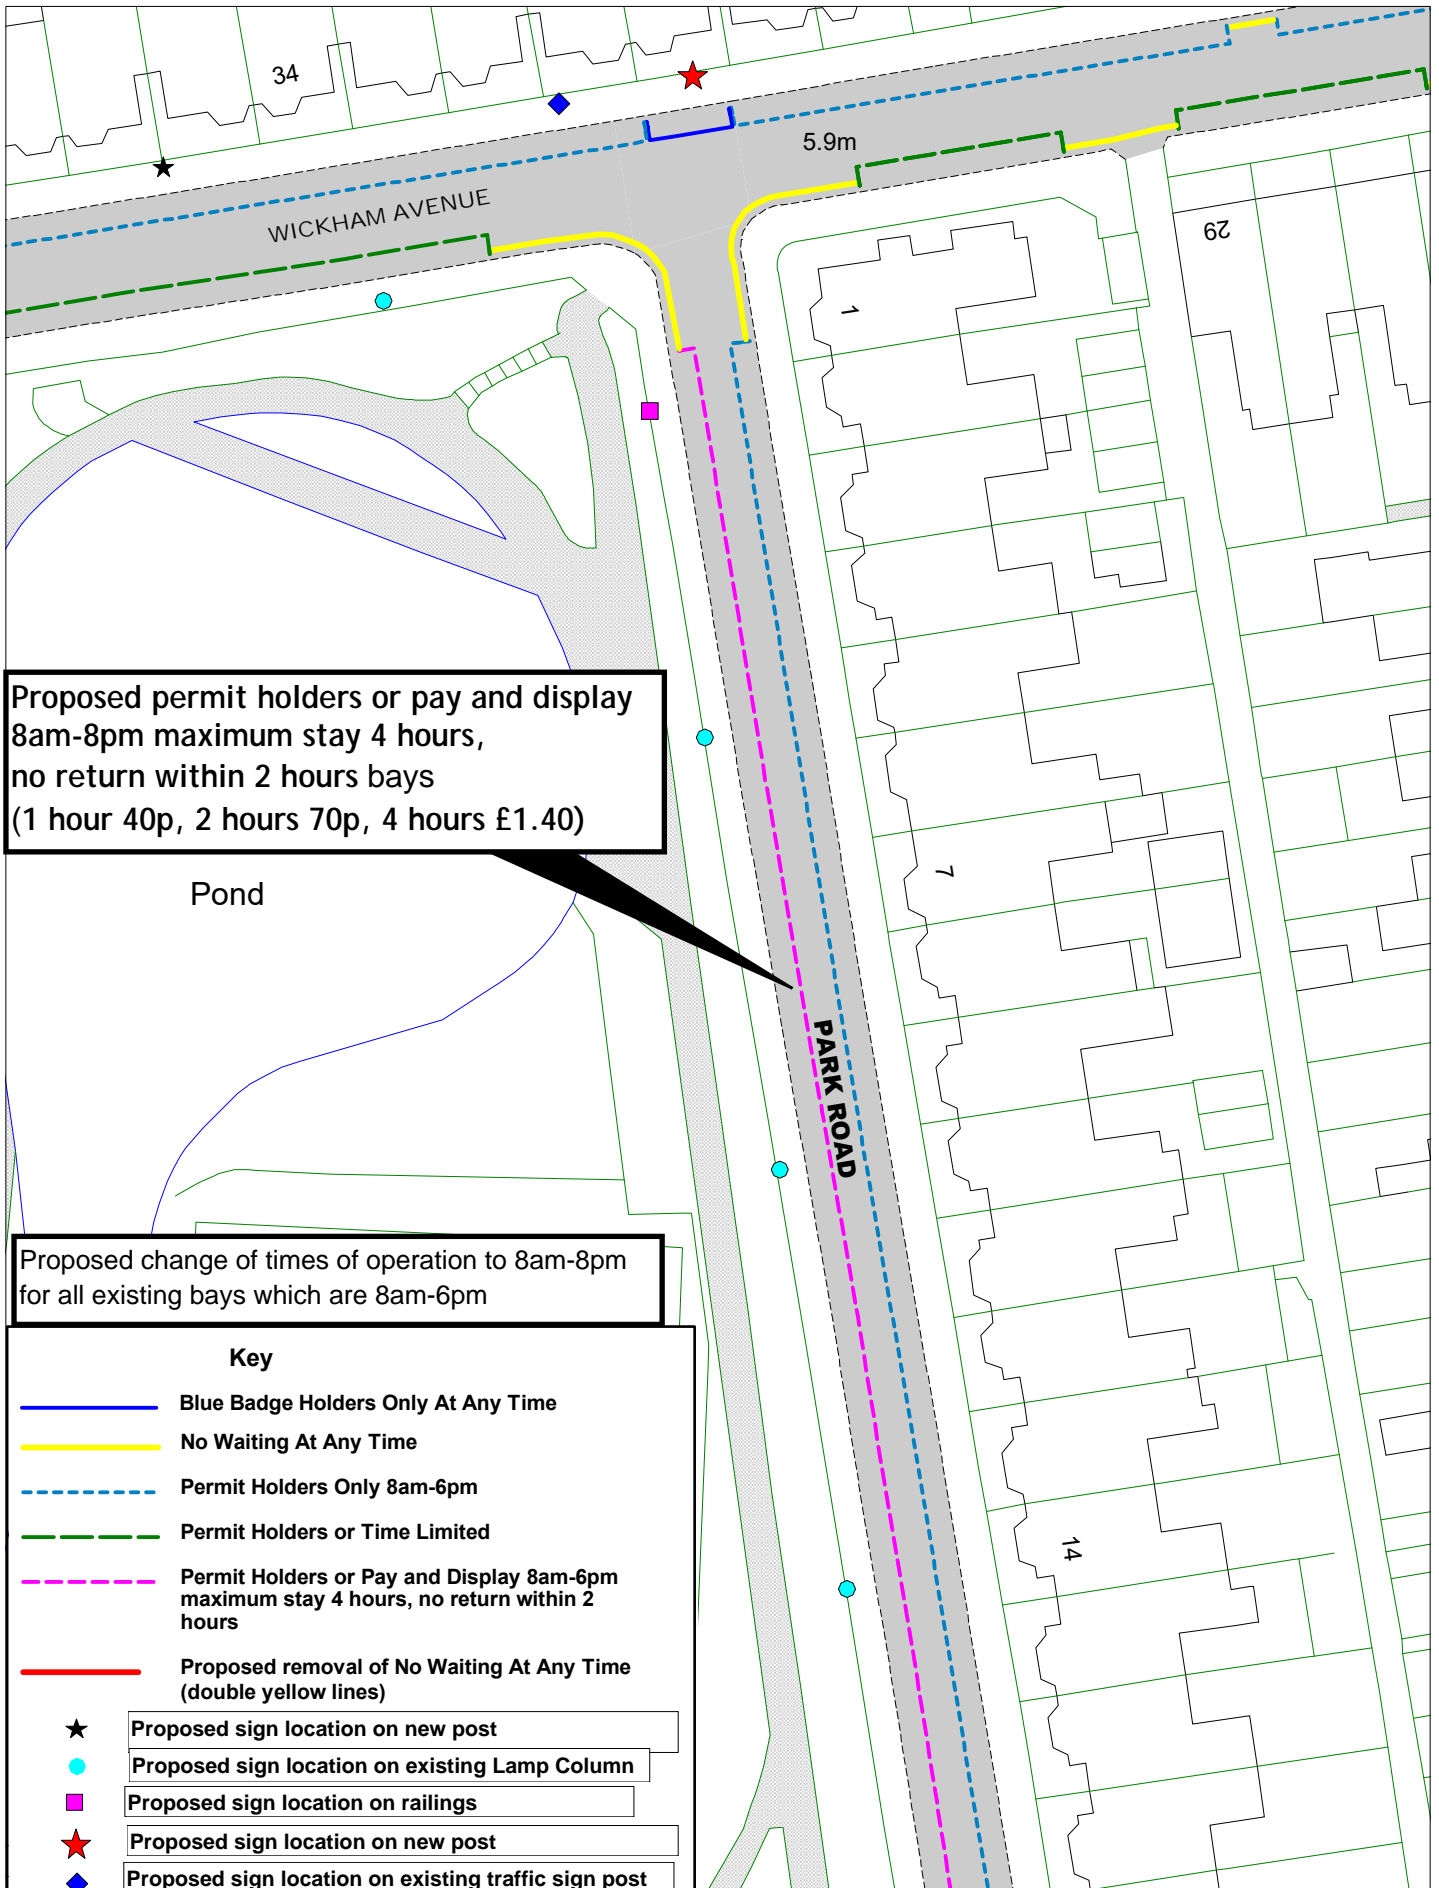 34
5.9m
WICKHAM AVENUE
29
1
Proposed permit holders or pay and display
8am-8pm maximum stay 4 hours,
no return within 2 hours bays
(1 hour 40p, 2 hours 70p, 4 hours £1.40)
7
Pond
PARK ROAD
Proposed change of times of operation to 8am-8pm
for all existing bays which are 8am-6pm
14
Key
Blue Badge Holders Only At Any Time
No Waiting At Any Time
Permit Holders Only 8am-6pm
Permit Holders or Time Limited
Permit Holders or Pay and Display 8am-6pm
maximum stay 4 hours, no return within 2
hours
Proposed removal of No Waiting At Any Time
(double yellow lines)
Proposed sign location on new post
Proposed sign location on existing Lamp Column
Proposed sign location on railings
Proposed sign location on new post
Proposed sign location on existing traffic sign post